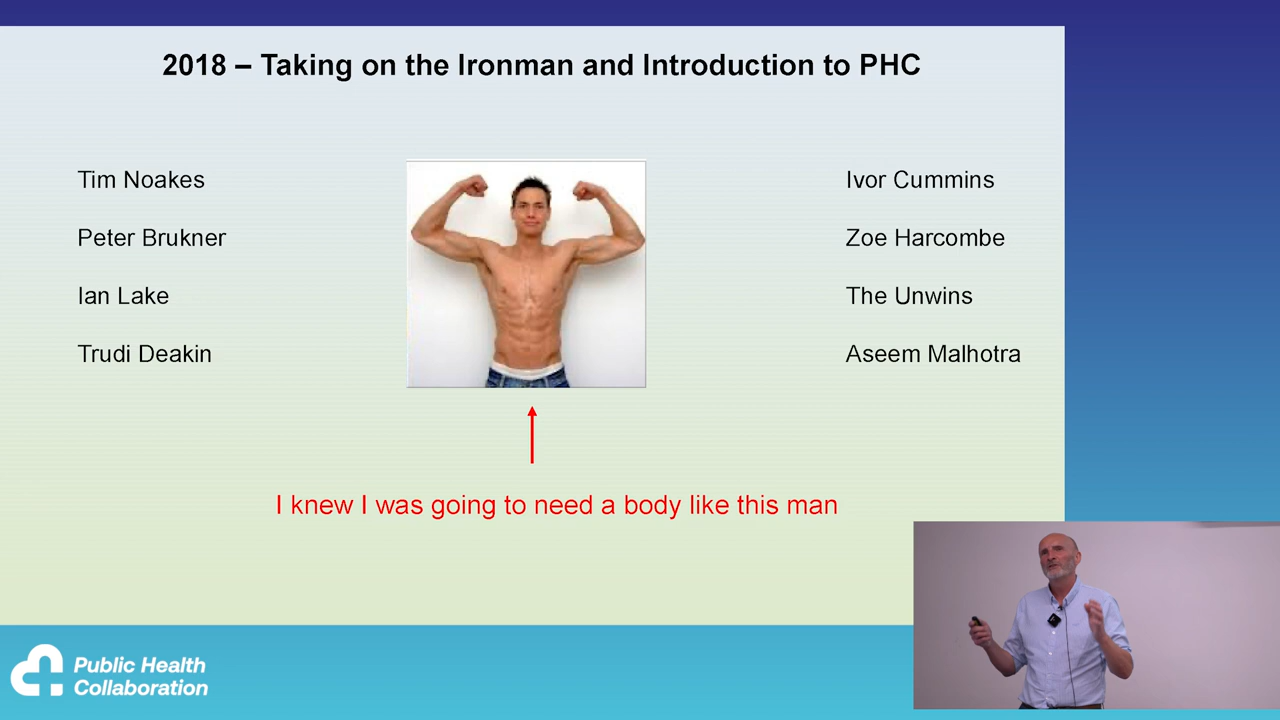 2018 – Taking on the Ironman and Introduction to PHC
Tim Noakes
Peter Brukner
Ian Lake
Trudi Deakin
Ivor Cummins
Zoe Harcombe
The Unwins
Aseem Malhotra
I knew I was going to need a body like this man
Public Health
Collaboration